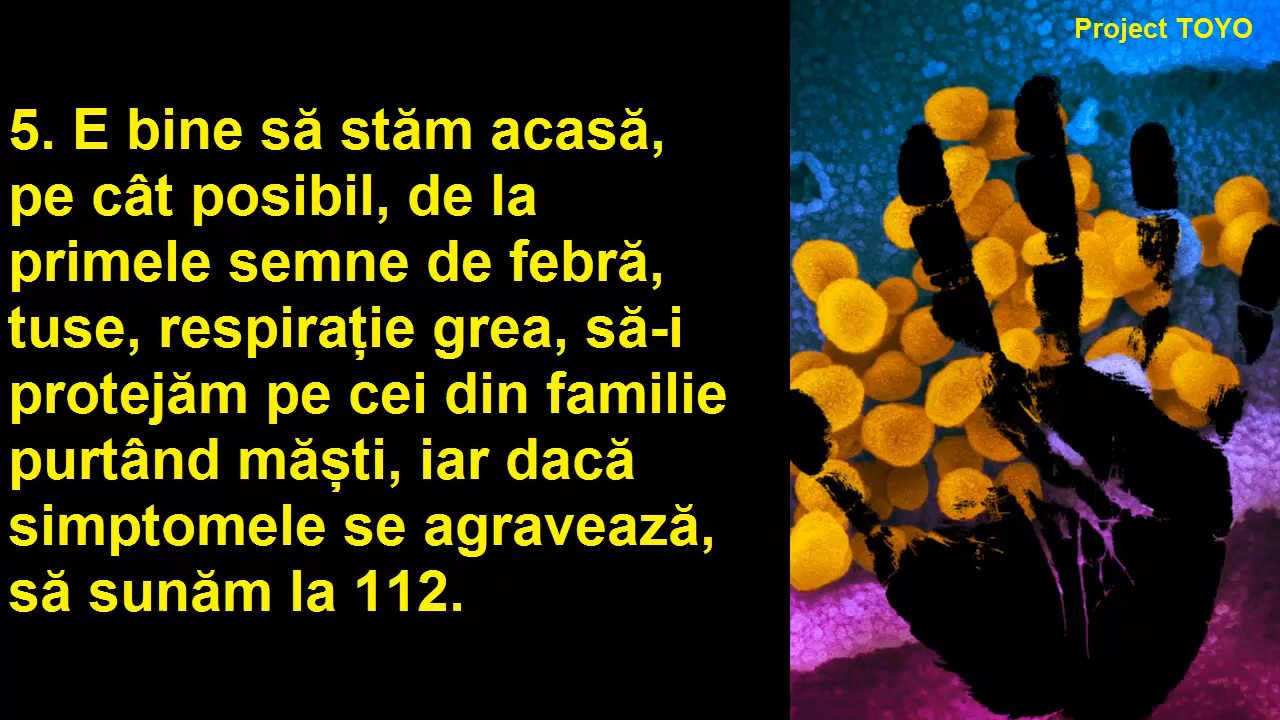 Project TOYO
5. E bine să stăm acasă,
pe cât posibil, de la
primele semne de febră,
tuse, respirație grea, să-i
protejăm pe cei din familie
purtând măști, iar dacă
simptomele se agravează,
să sunăm la 112.